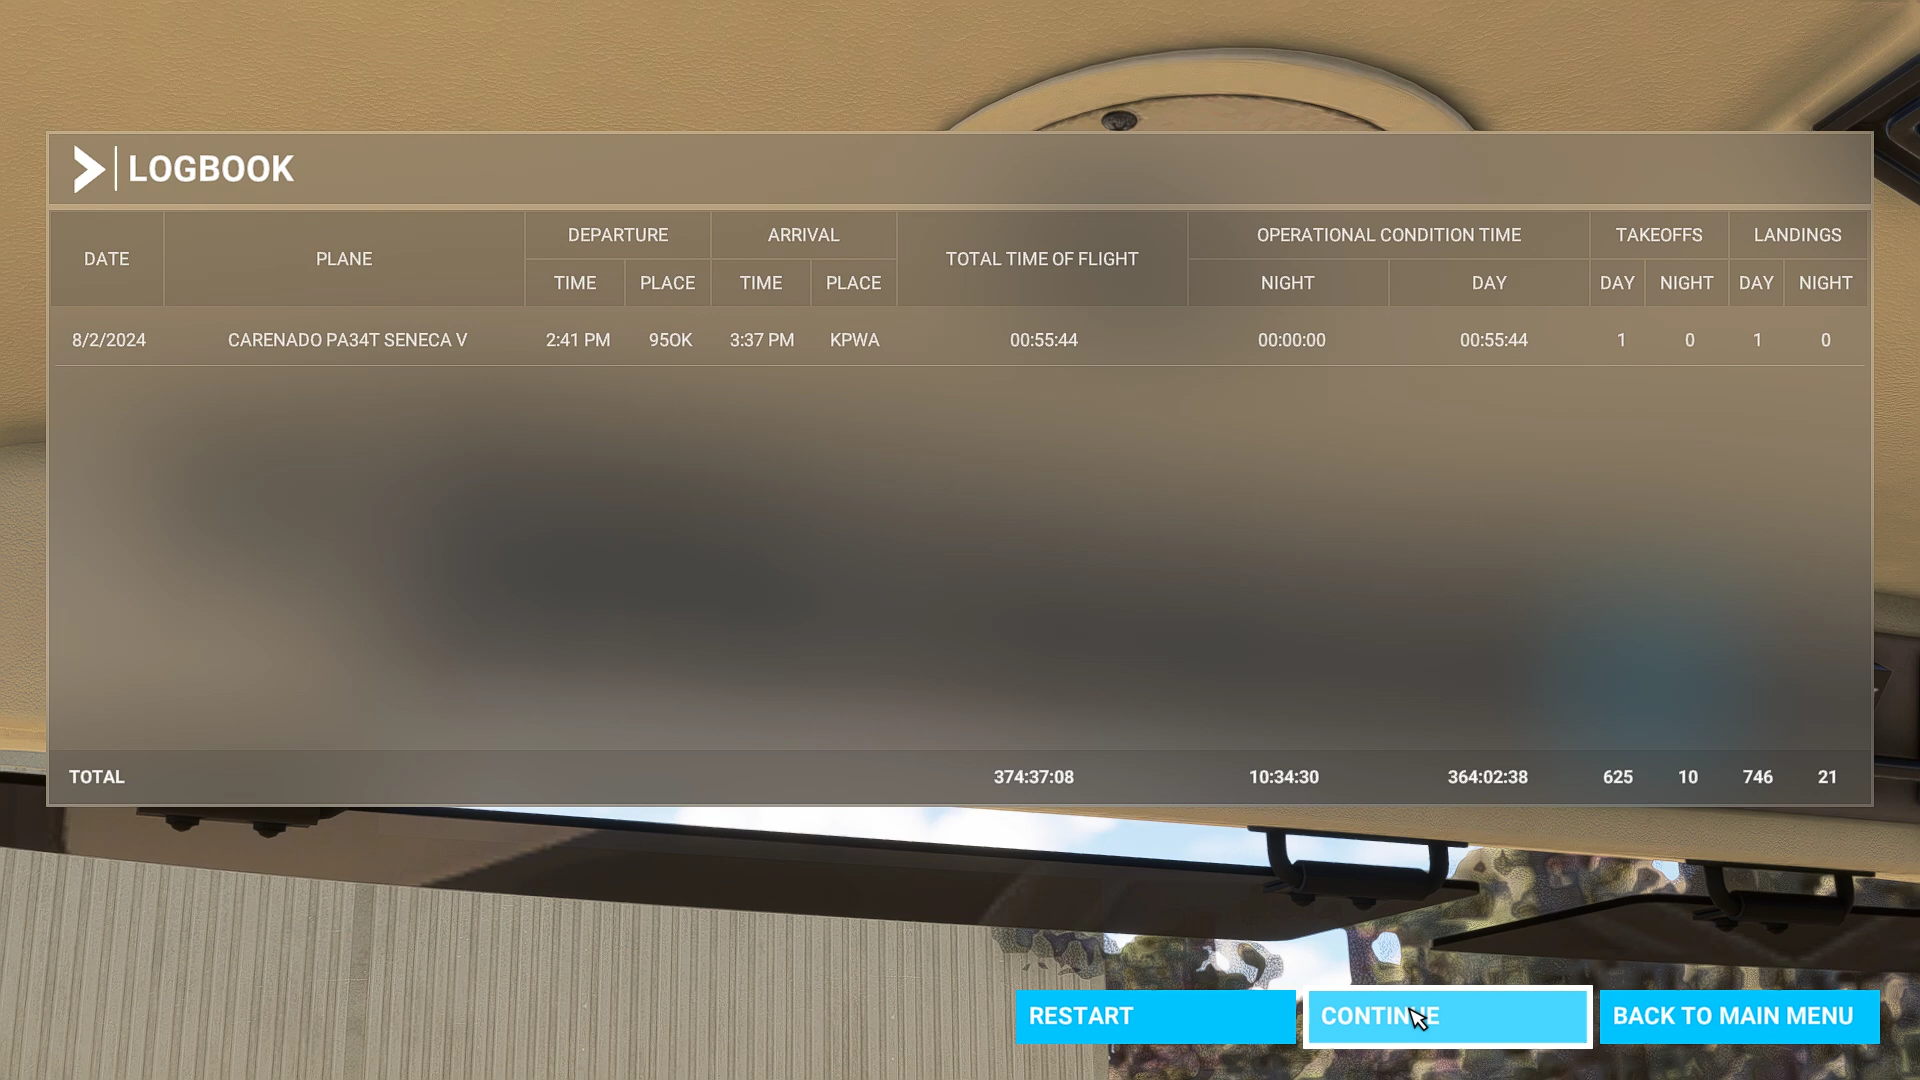 LOGBOOK
DATE PLANE DEPARTURE ARRIVAL TOTAL TIME OF FLIGHT OPERATIONAL CONDITION TIME TAKEOFFS LANDINGS
TIME PLACE TIME PLACE NIGHT DAY DAY NIGHT DAY NIGHT
8/2/2024 CARENADO PA34T SENECA V 2:41 PM 95OK 3:37 PM KPWA 00:55:44 00:00:00 00:55:44 1 0 1 0
TOTAL 374:37:08 10:34:30 364:02:38 625 10 746 21
RESTART CONTINUE BACK TO MAIN MENU